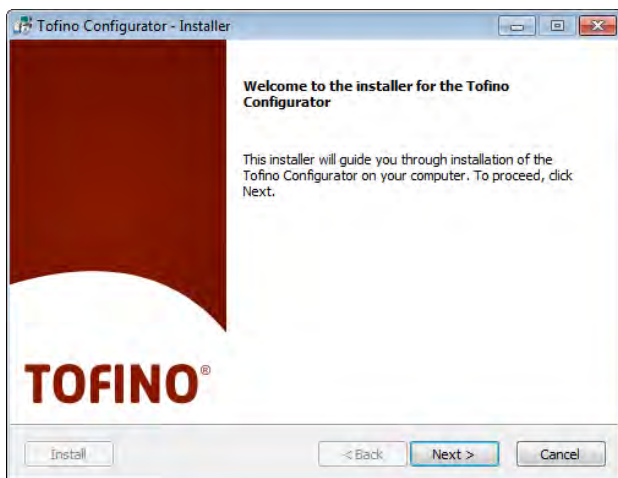 Tofino Configurator - Installer
Welcome to the installer for the Tofino
Configurator
This installer will guide you through installation of the
Tofino Configurator on your computer. To proceed, click
Next.
TOFINO®
Install
< Back
Next >
Cancel